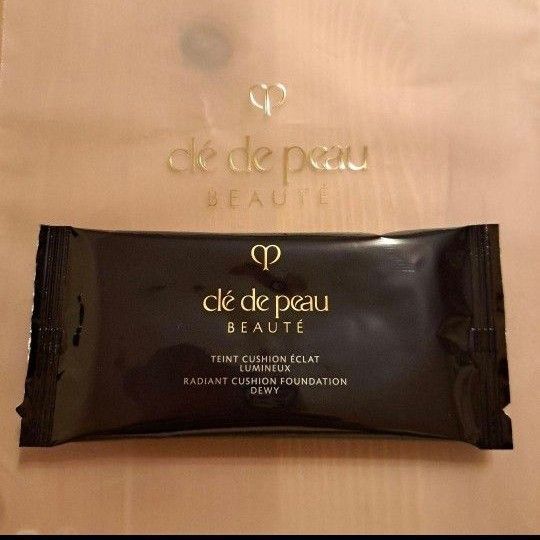 clé de peau
BEAUTÉ
clé de peau
BEAUTÉ
TEINT CUSHION ÉCLAT
LUMINEUX
RADIANT CUSHION FOUNDATION
DEWY